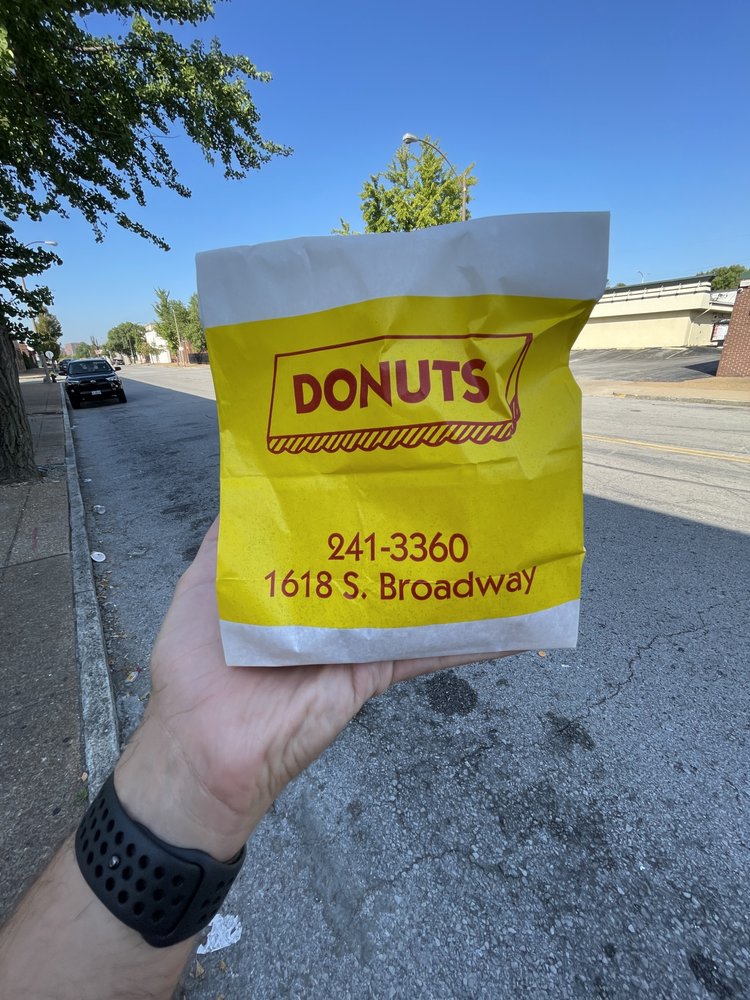 DONUTS
241-3360
1618 S. Broadway